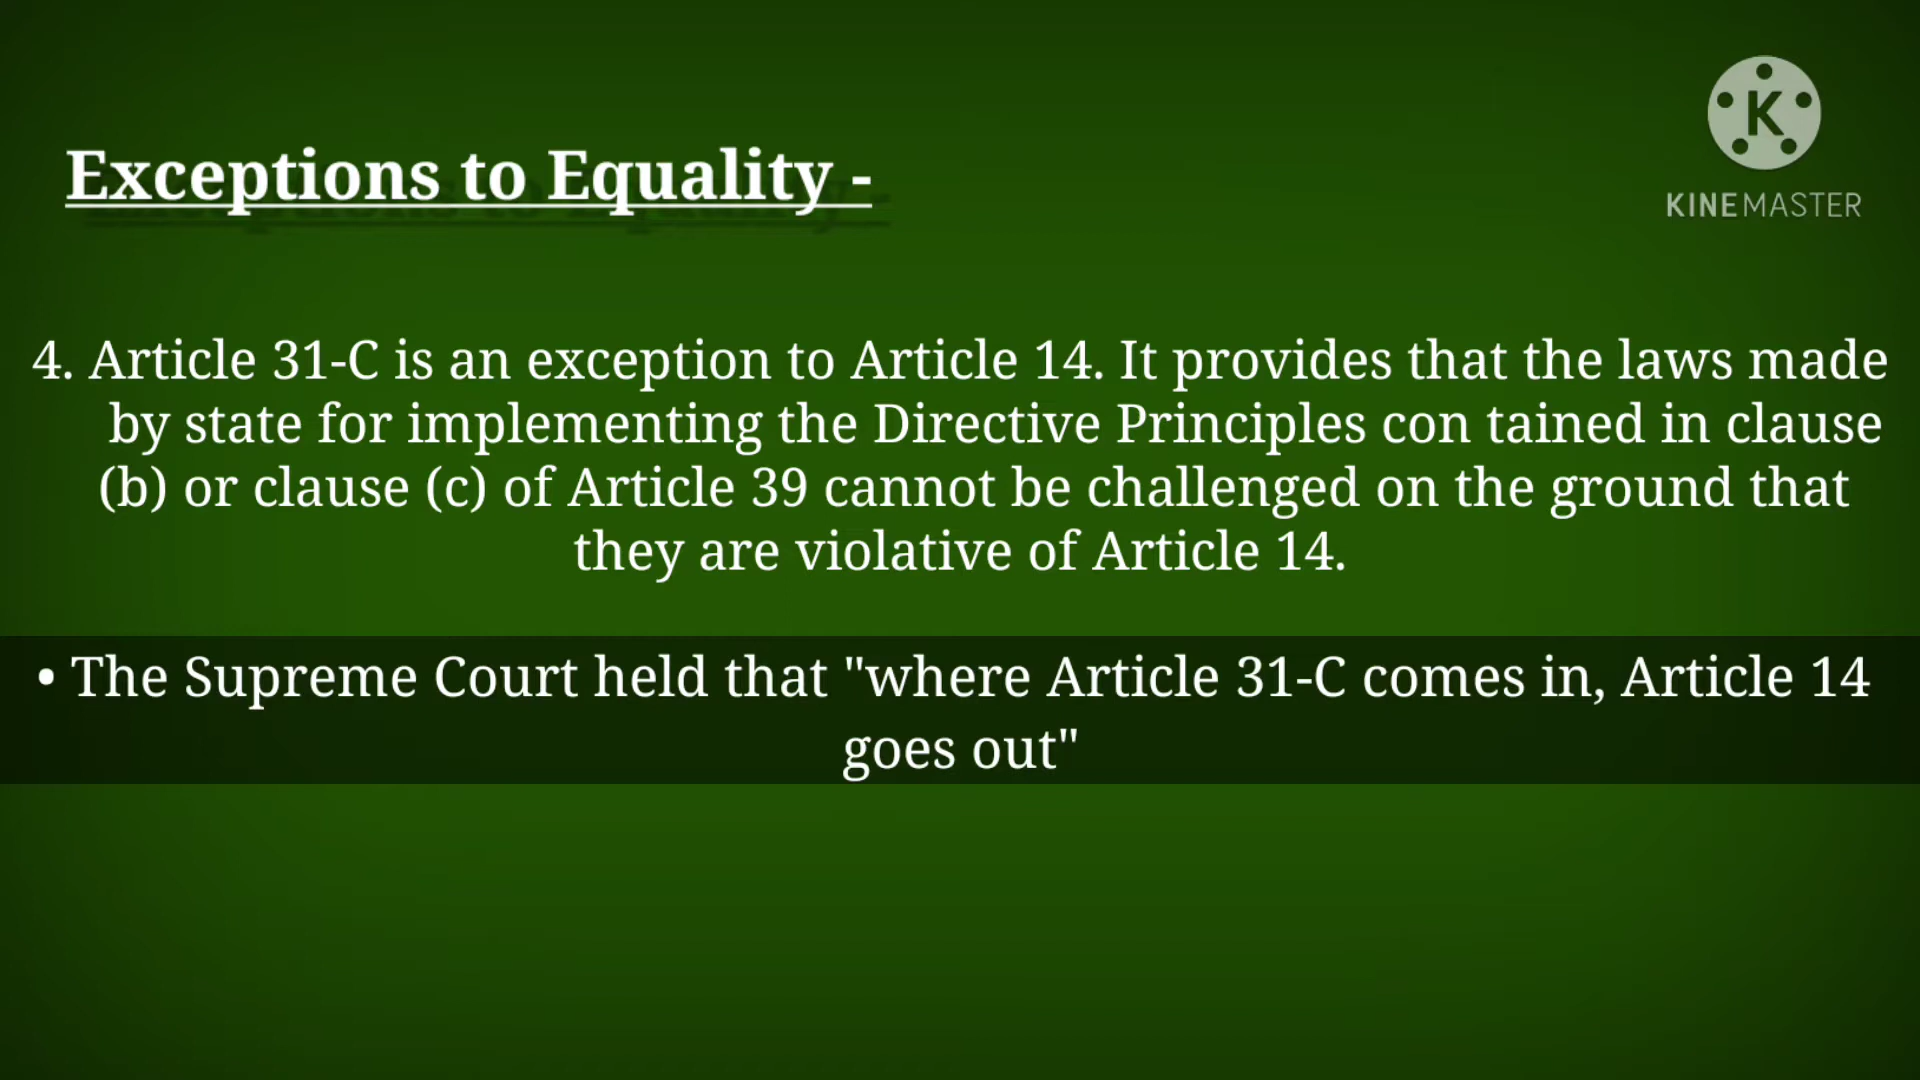 K
KINEMASTER
Exceptions to Equality -
4. Article 31-C is an exception to Article 14. It provides that the laws made
by state for implementing the Directive Principles con tained in clause
(b) or clause (c) of Article 39 cannot be challenged on the ground that
they are violative of Article 14.
• The Supreme Court held that "where Article 31-C comes in, Article 14
goes out"